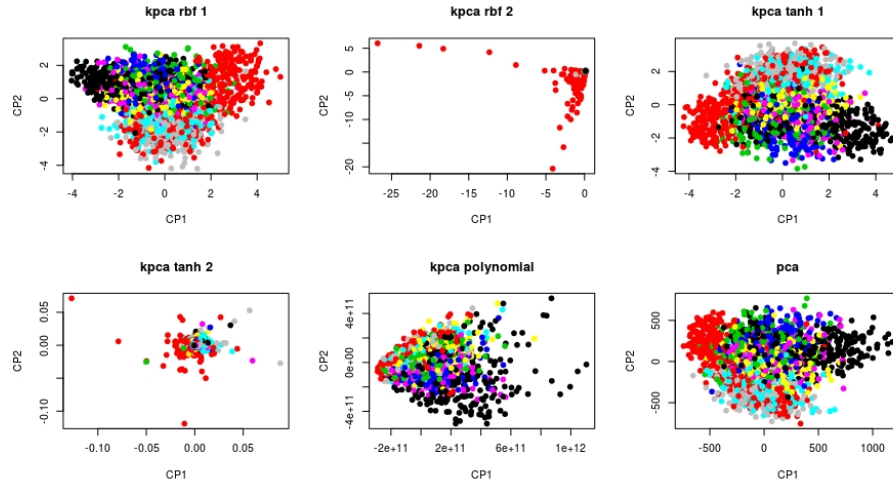 kpca rbf 1
kpca rbf 2
kpca tanh 1
CP2
2
0
-2
-4
-4
-2
0
2
4
CP1
CP2
5
0
-5
-10
-20
-25
-20
-15
-10
-5
0
CP1
CP2
4
2
0
-2
-4
-4
-2
0
2
4
CP1
kpca tanh 2
kpca polynomial
pca
CP2
0.05
0.00
-0.10
-0.10
-0.05
0.00
0.05
CP1
CP2
4e+11
0e+00
-4e+11
-2e+11
2e+11
6e+11
1e+12
CP1
CP2
500
0
-500
-500
0
500
1000
CP1